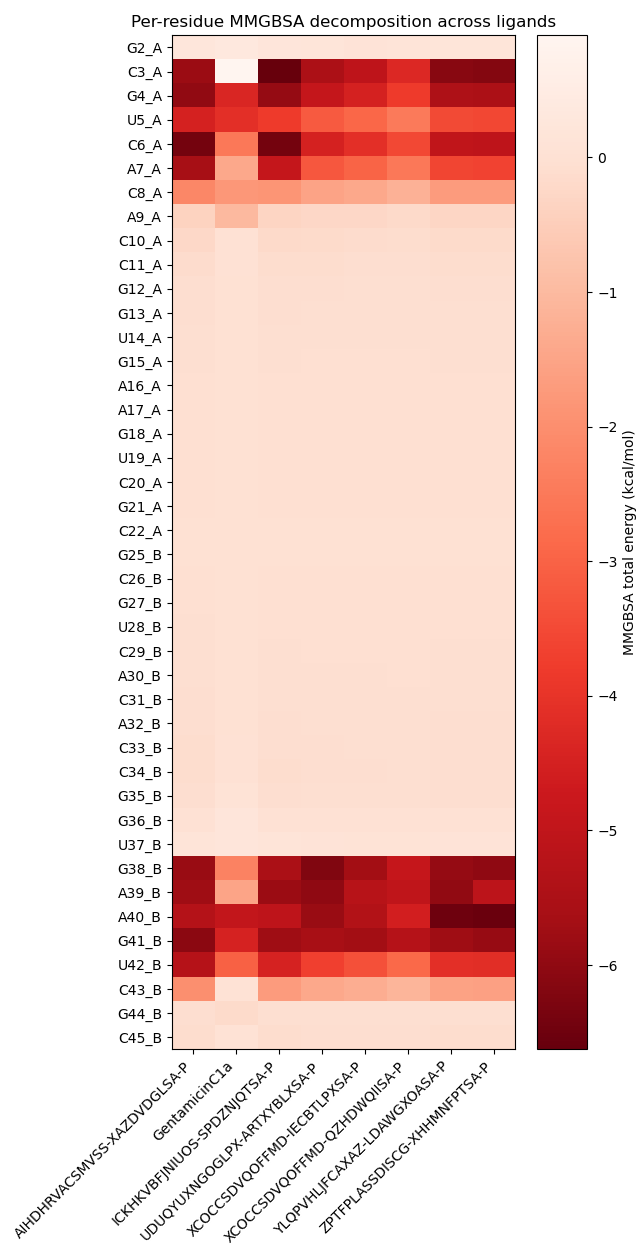 Per-residue MMGBSA decomposition across ligands
G2_A
C3_A
G4_A
U5_A
C6_A
A7_A
C8_A
A9_A
C10_A
C11_A
G12_A
G13_A
U14_A
G15_A
A16_A
A17_A
G18_A
U19_A
C20_A
G21_A
C22_A
G25_B
C26_B
G27_B
U28_B
C29_B
A30_B
C31_B
A32_B
C33_B
C34_B
G35_B
G36_B
U37_B
G38_B
A39_B
A40_B
G41_B
U42_B
C43_B
G44_B
C45_B
AIHDHRVACSMVSS-XAZDVDGLSA-P
GentamicinC1a
ICKHKVBFJNIUOS-SPDZNJQTSA-P
UDUQYUXNGOGLPX-ARTXYBLXSA-P
XCOCCSDVQOFFMD-IECBTLPXSA-P
XCOCCSDVQOFFMD-QZHDWQIISA-P
YLQPVHLJFCAXAZ-LDAWGXOASA-P
ZPTFPLASSDISCG-XHHMNFPTSA-P
0
−1
−2
−3
−4
−5
−6
MMGBSA total energy (kcal/mol)